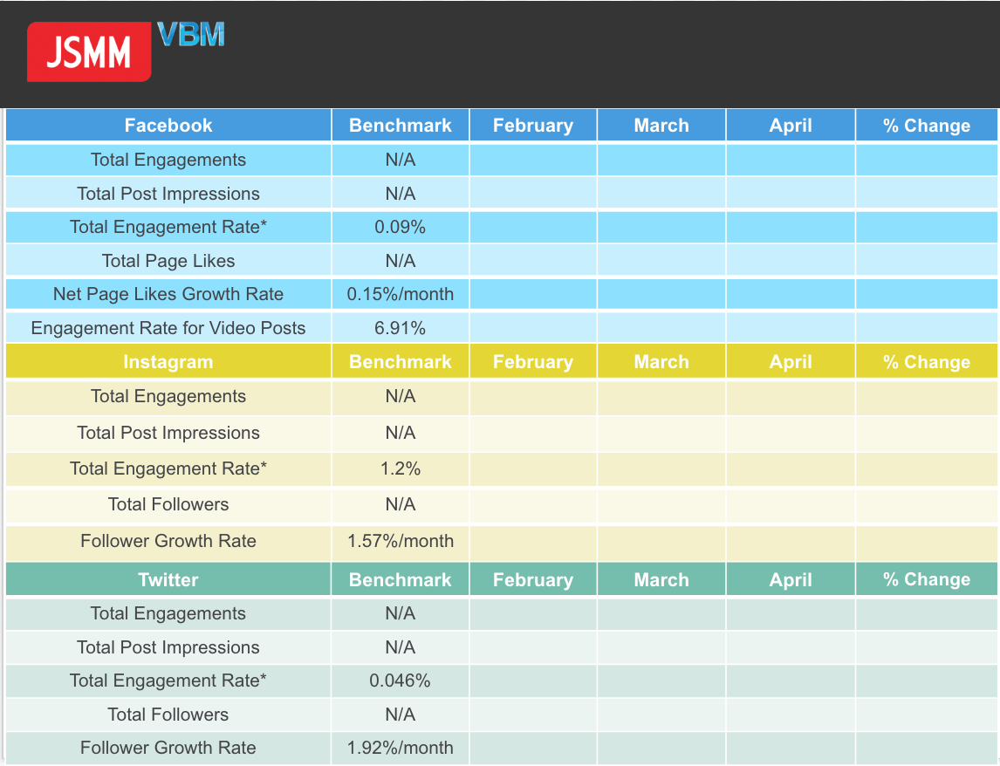 JSMM VBM
Facebook Benchmark February March April % Change
Total Engagements N/A
Total Post Impressions N/A
Total Engagement Rate* 0.09%
Total Page Likes N/A
Net Page Likes Growth Rate 0.15%/month
Engagement Rate for Video Posts 6.91%
Instagram Benchmark February March April % Change
Total Engagements N/A
Total Post Impressions N/A
Total Engagement Rate* 1.2%
Total Followers N/A
Follower Growth Rate 1.57%/month
Twitter Benchmark February March April % Change
Total Engagements N/A
Total Post Impressions N/A
Total Engagement Rate* 0.046%
Total Followers N/A
Follower Growth Rate 1.92%/month